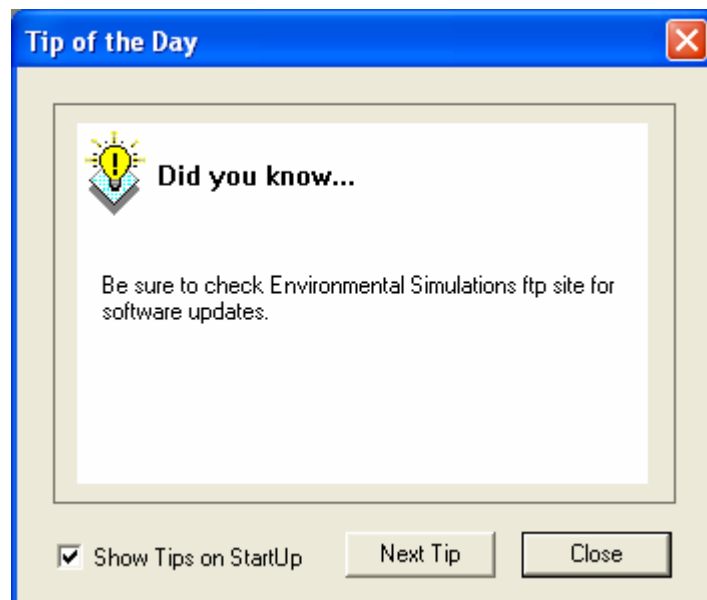 Tip of the Day
Did you know...
Be sure to check Environmental Simulations ftp site for
software updates.
Show Tips on StartUp
Next Tip
Close